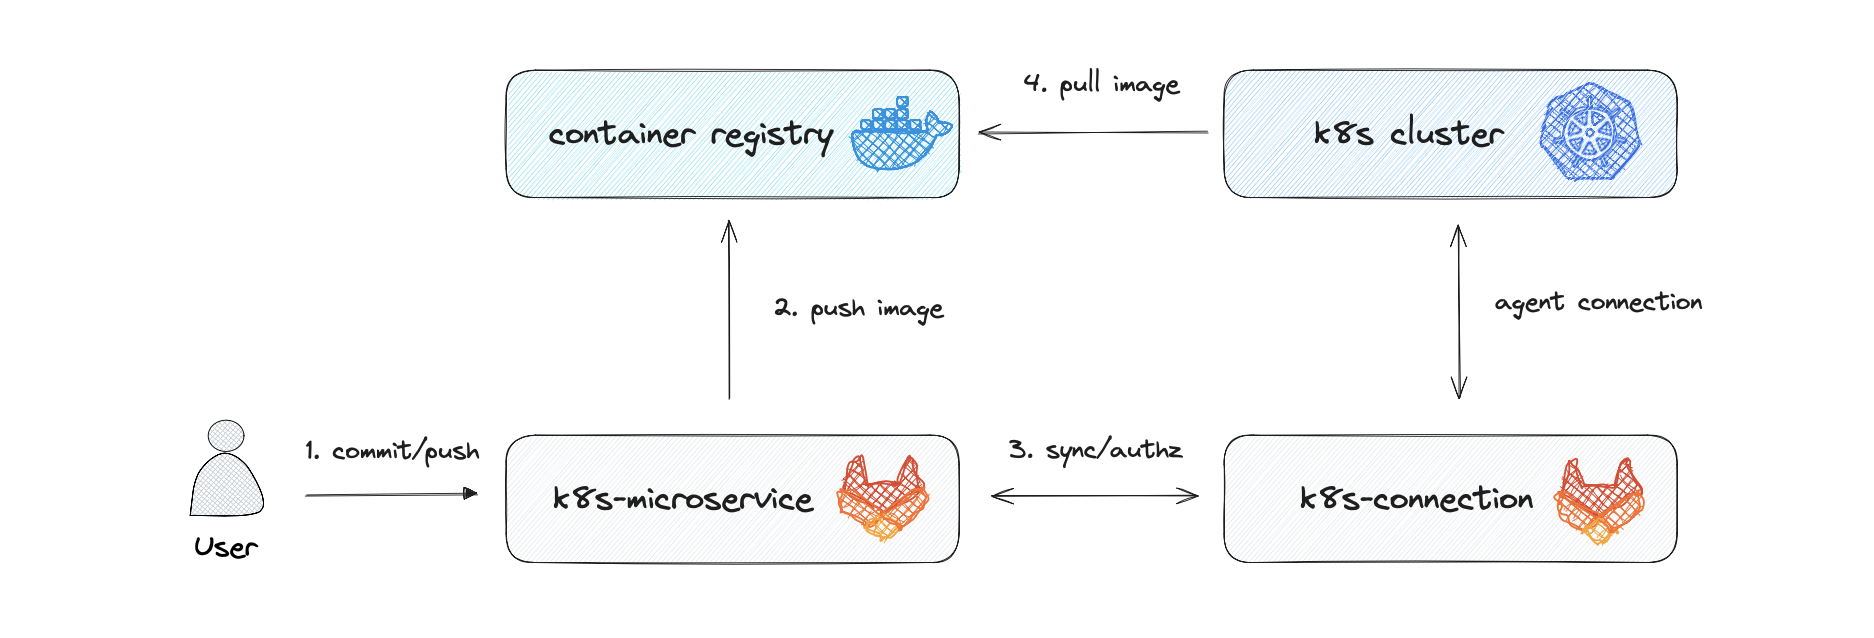 4. pull image
container registry
k8s cluster
2. push image
agent connection
1. commit/push
3. sync/authz
k8s-microservice
k8s-connection
User